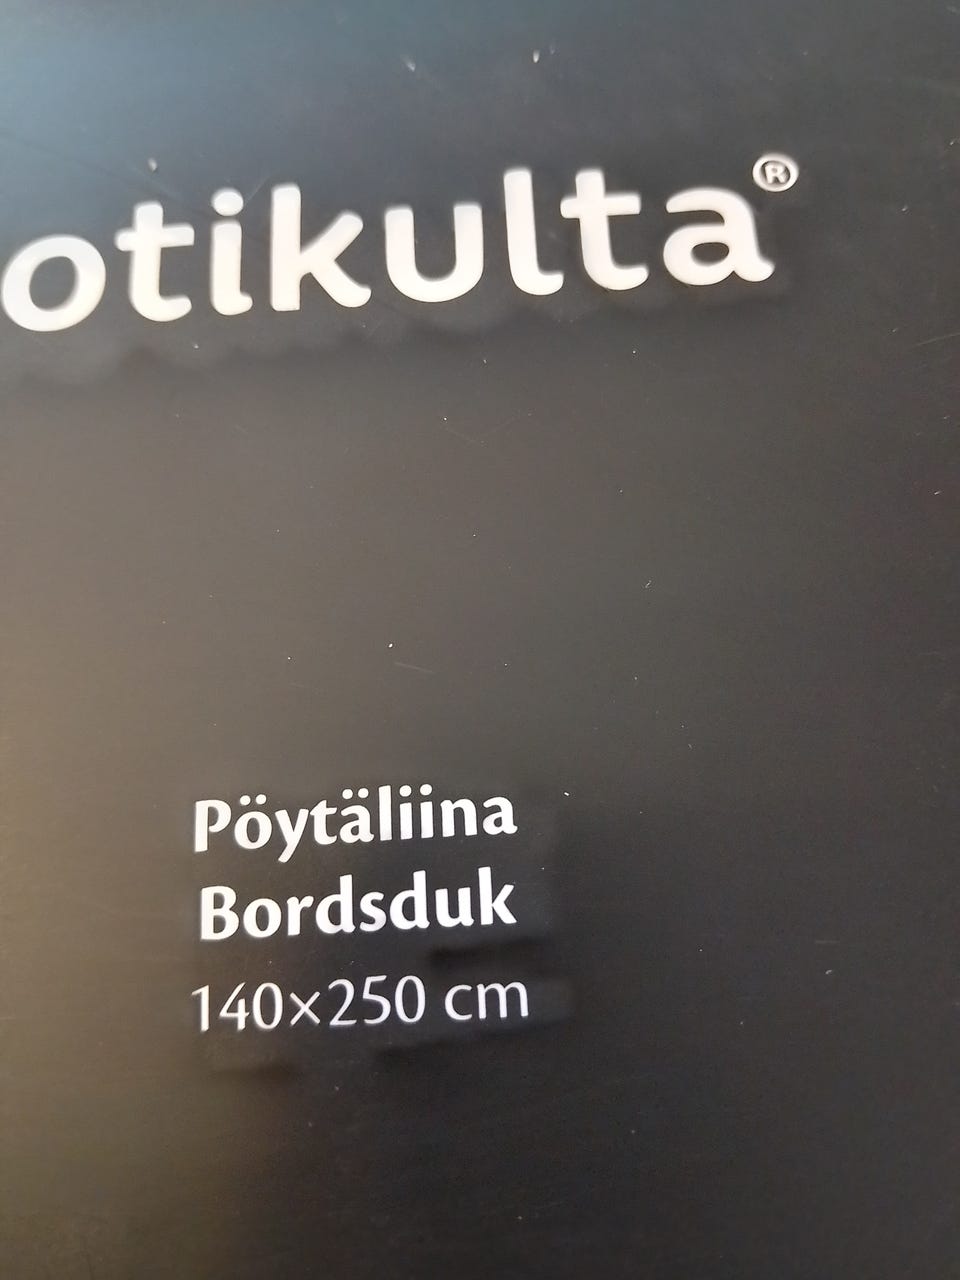 otikulta®
Pöytäliina
Bordsduk
140×250 cm